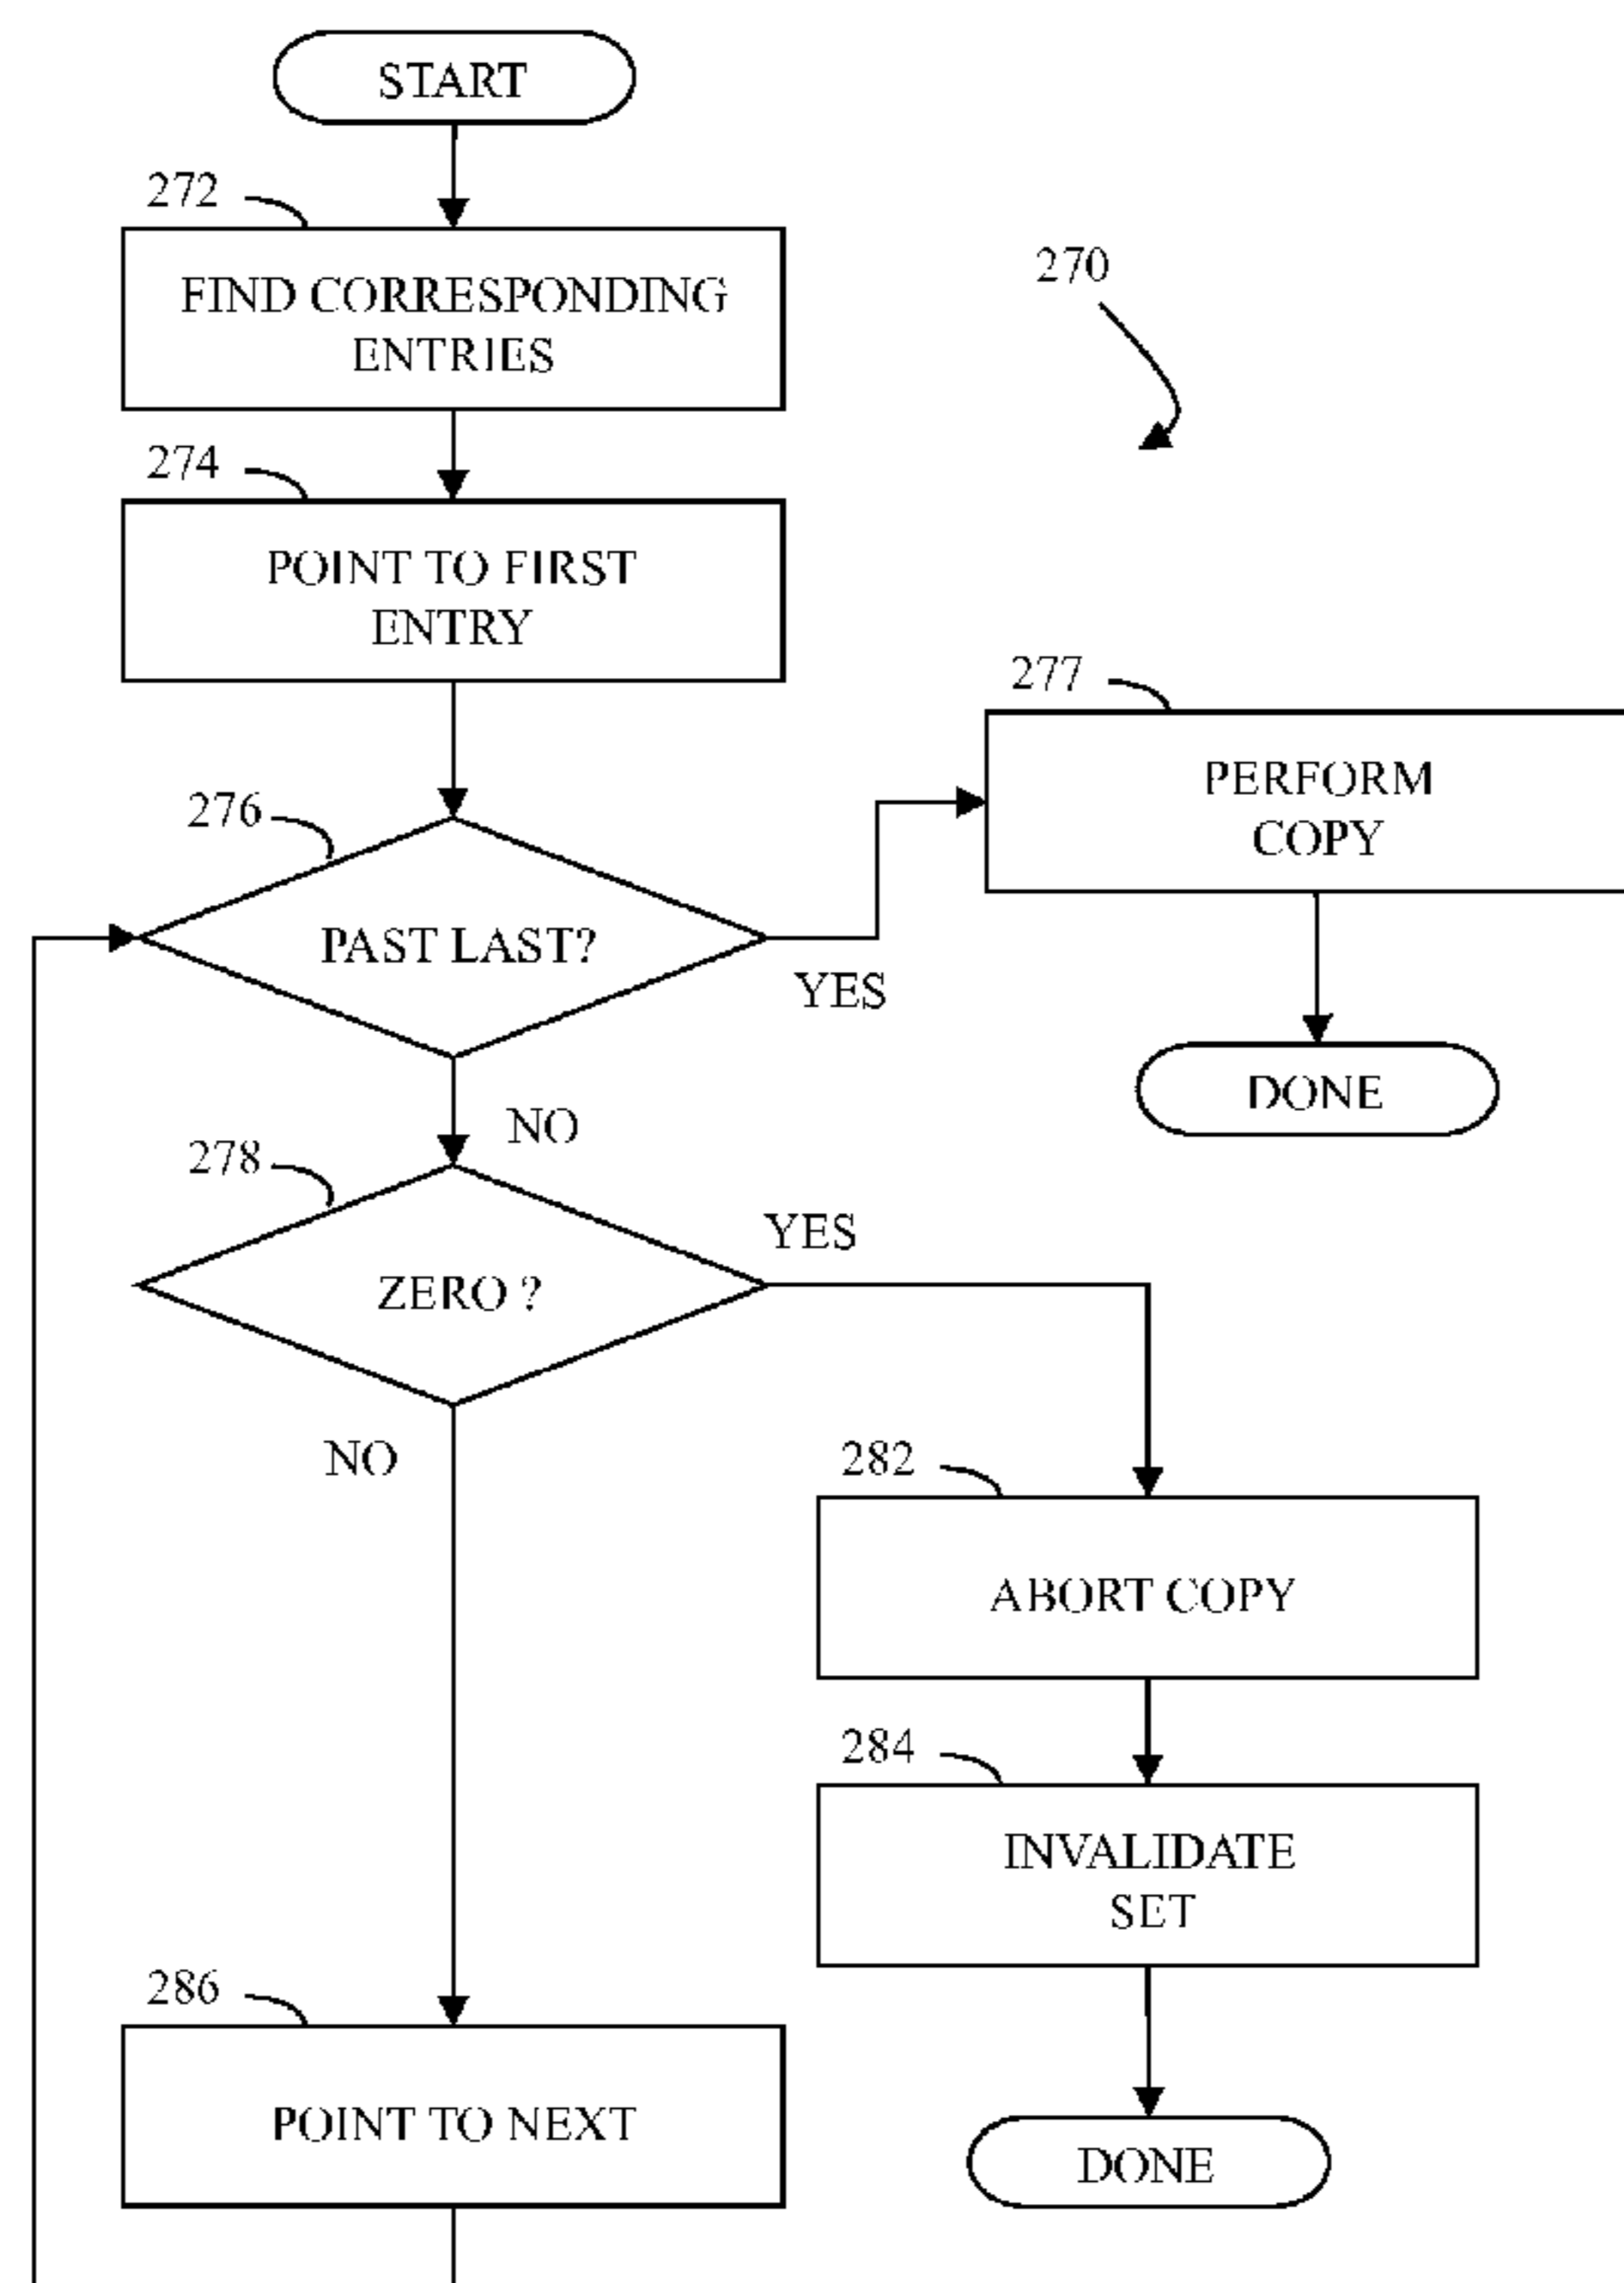 START
272
FIND CORRESPONDING
ENTRIES
270
274
POINT TO FIRST
ENTRY
277
PERFORM
COPY
276
PAST LAST?
YES
DONE
NO
278
YES
ZERO ?
NO
282
ABORT COPY
284
INVALIDATE
SET
286
POINT TO NEXT
DONE